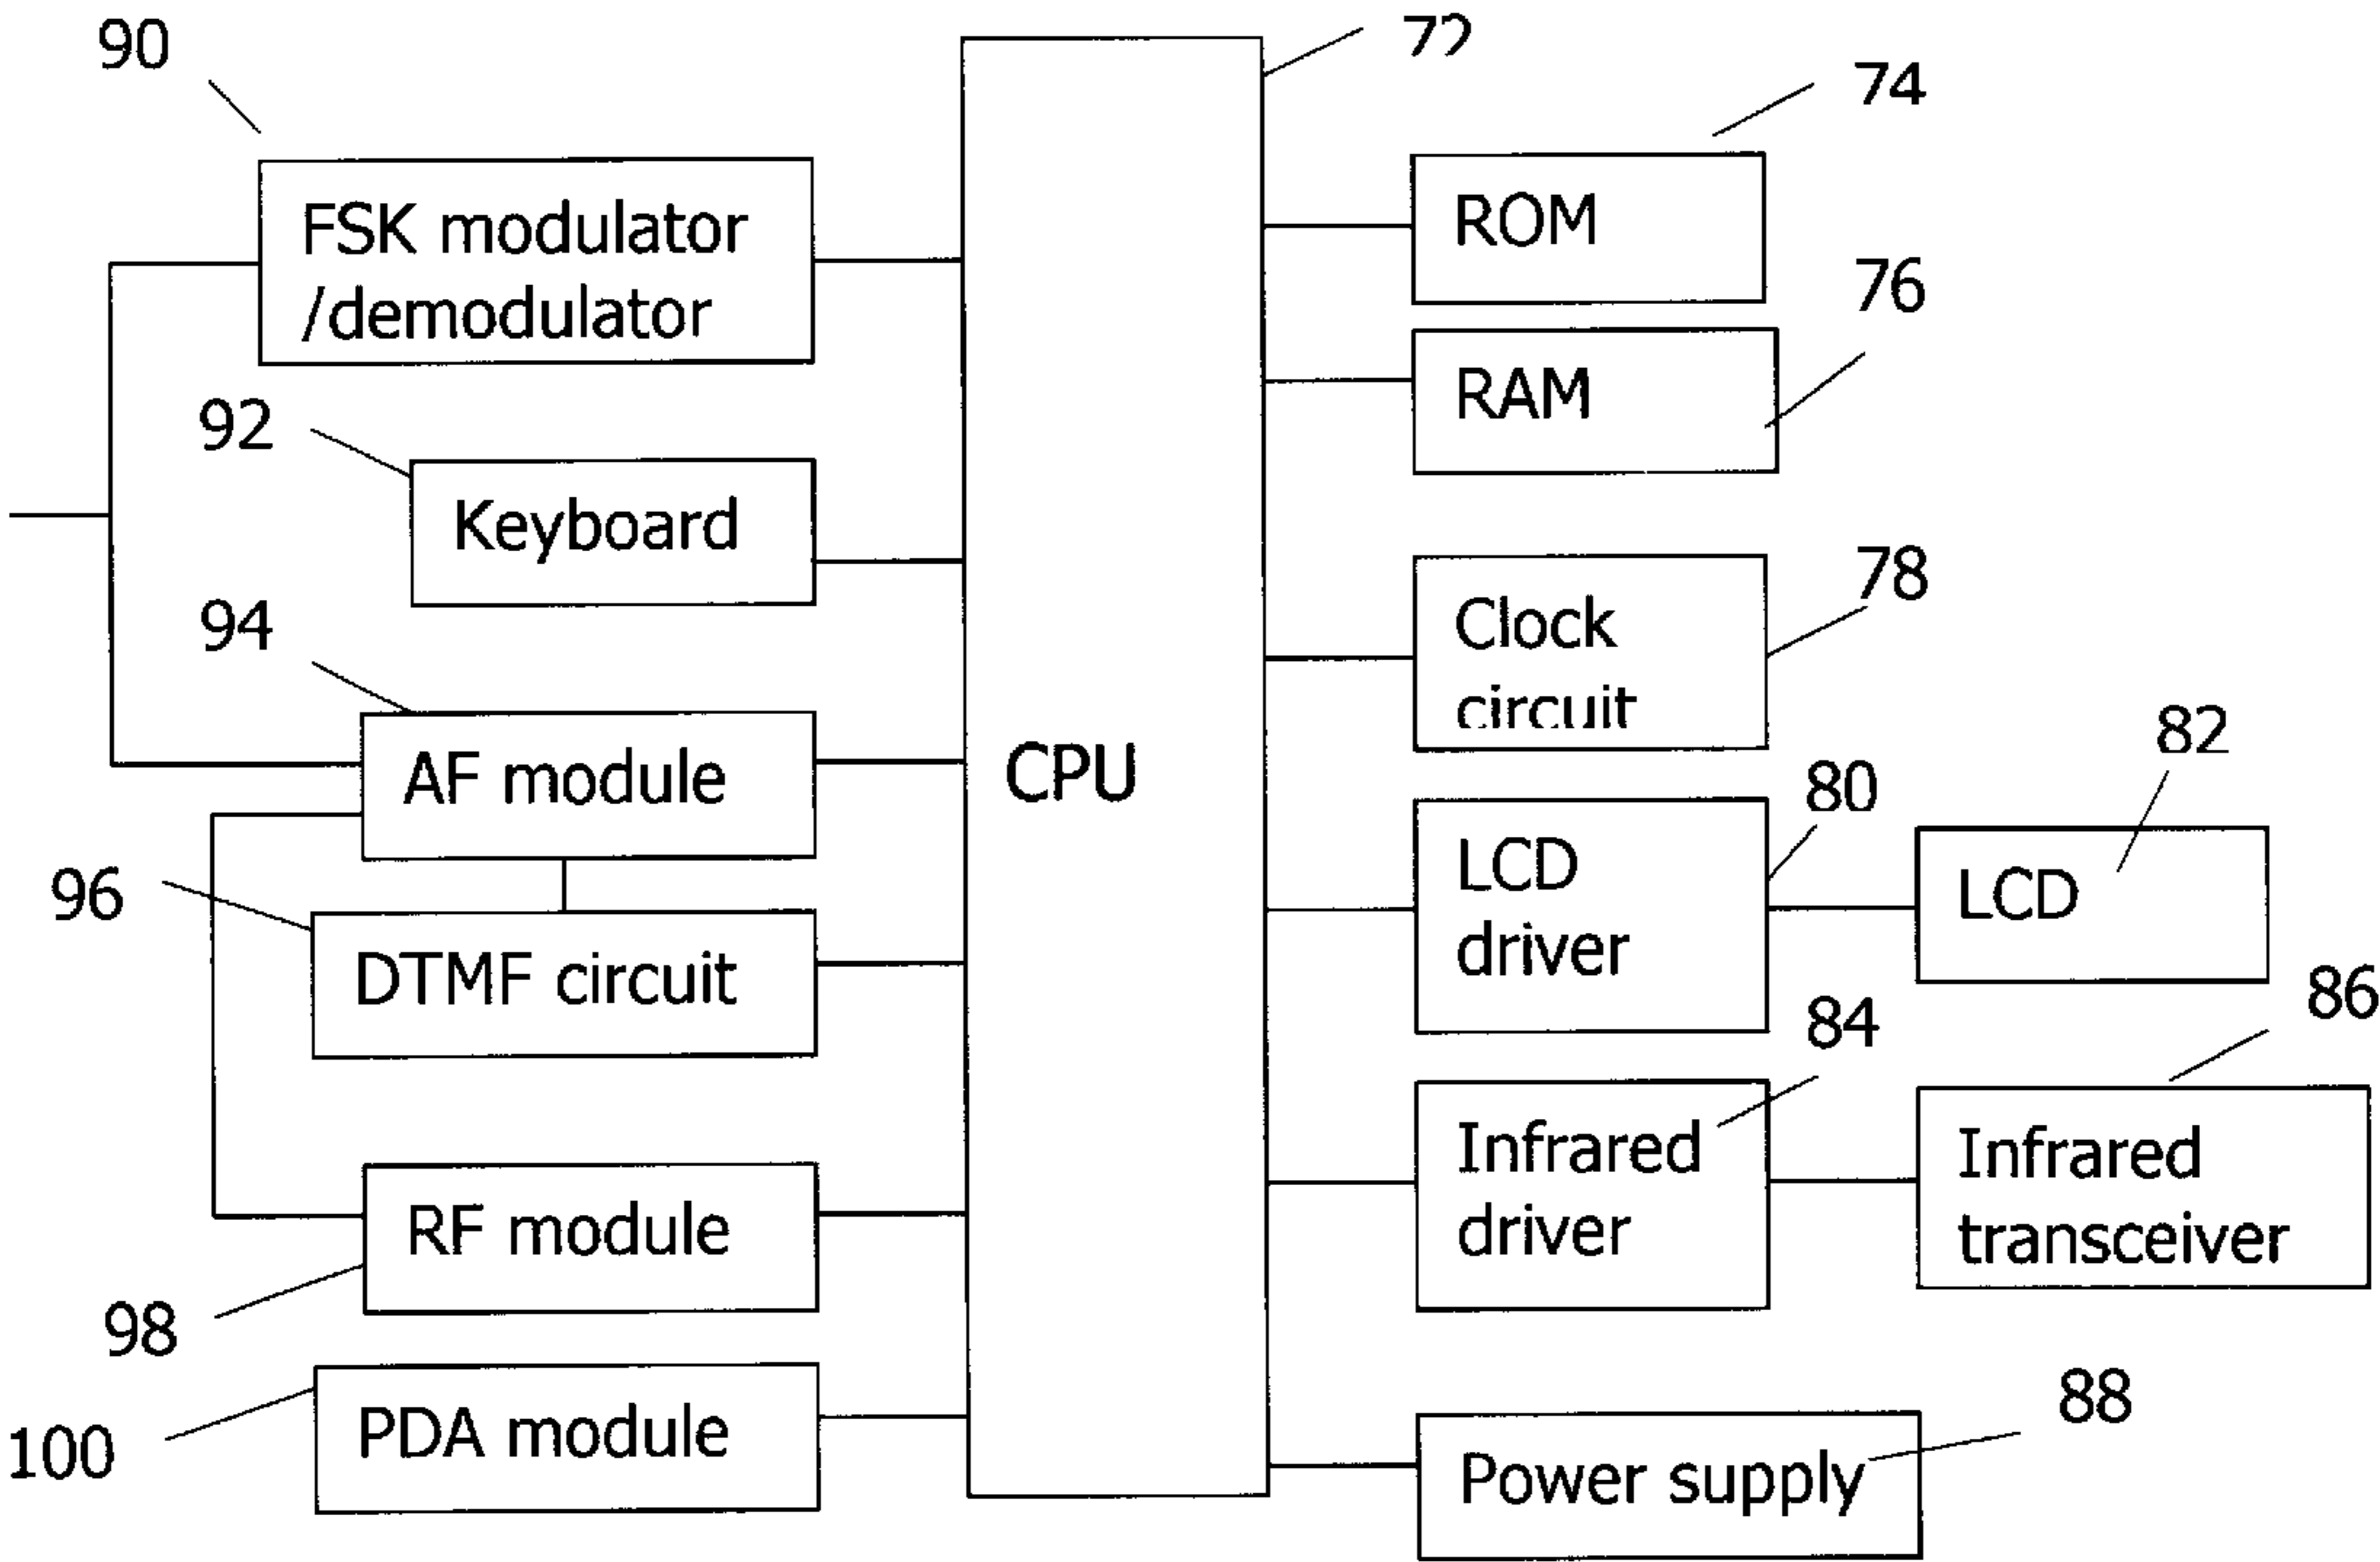 90
72
74
FSK modulator
/demodulator
ROM
76
RAM
92
Keyboard
78
Clock
circuit
94
AF module
CPU
82
80
LCD
driver
LCD
96
DTMF circuit
86
84
Infrared
driver
Infrared
transceiver
RF module
98
88
PDA module
100
Power supply